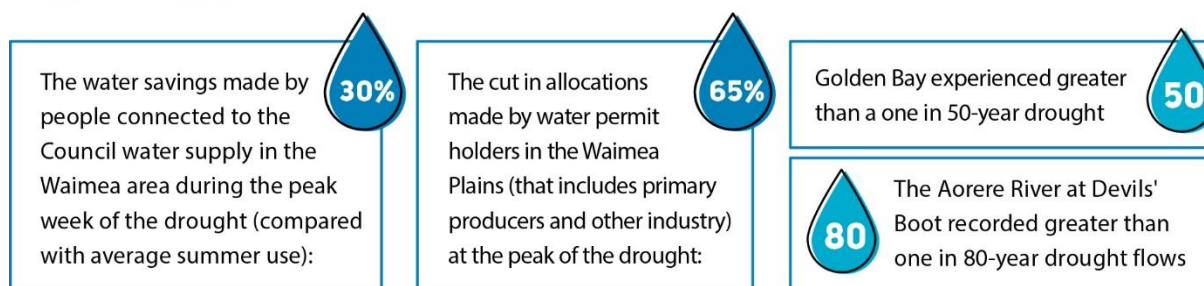 The water savings made by
people connected to the
Council water supply in the
Waimea area during the peak
week of the drought (compared
with average summer use):
30%
The cut in allocations
made by water permit
holders in the Waimea
Plains (that includes primary
producers and other industry)
at the peak of the drought:
65%
Golden Bay experienced greater
than a one in 50-year drought
50
80
The Aorere River at Devils'
Boot recorded greater than
one in 80-year drought flows